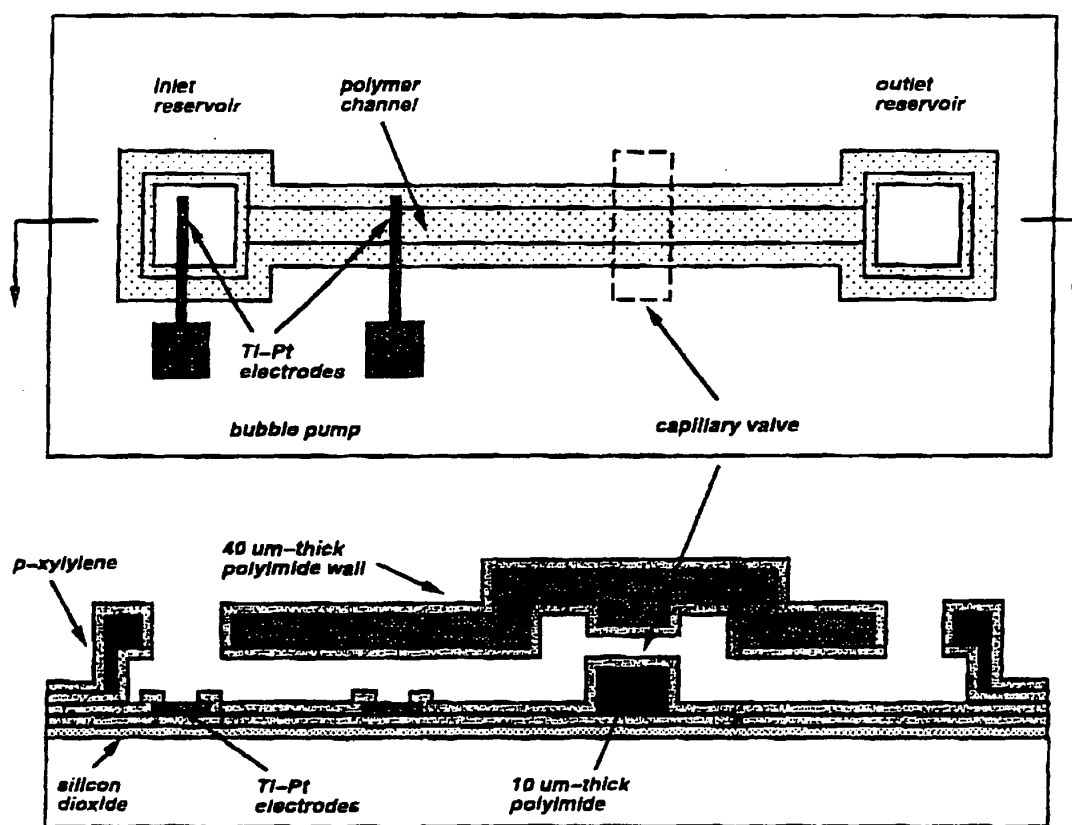 inlet
reservoir
polymer
channel
outlet
reservoir
Ti-Pt
electrodes
bubble pump
capillary valve
p-xylylene
40 um-thick
polyimide wall
silicon
dioxide
Ti-Pt
electrodes
10 um-thick
polyimide